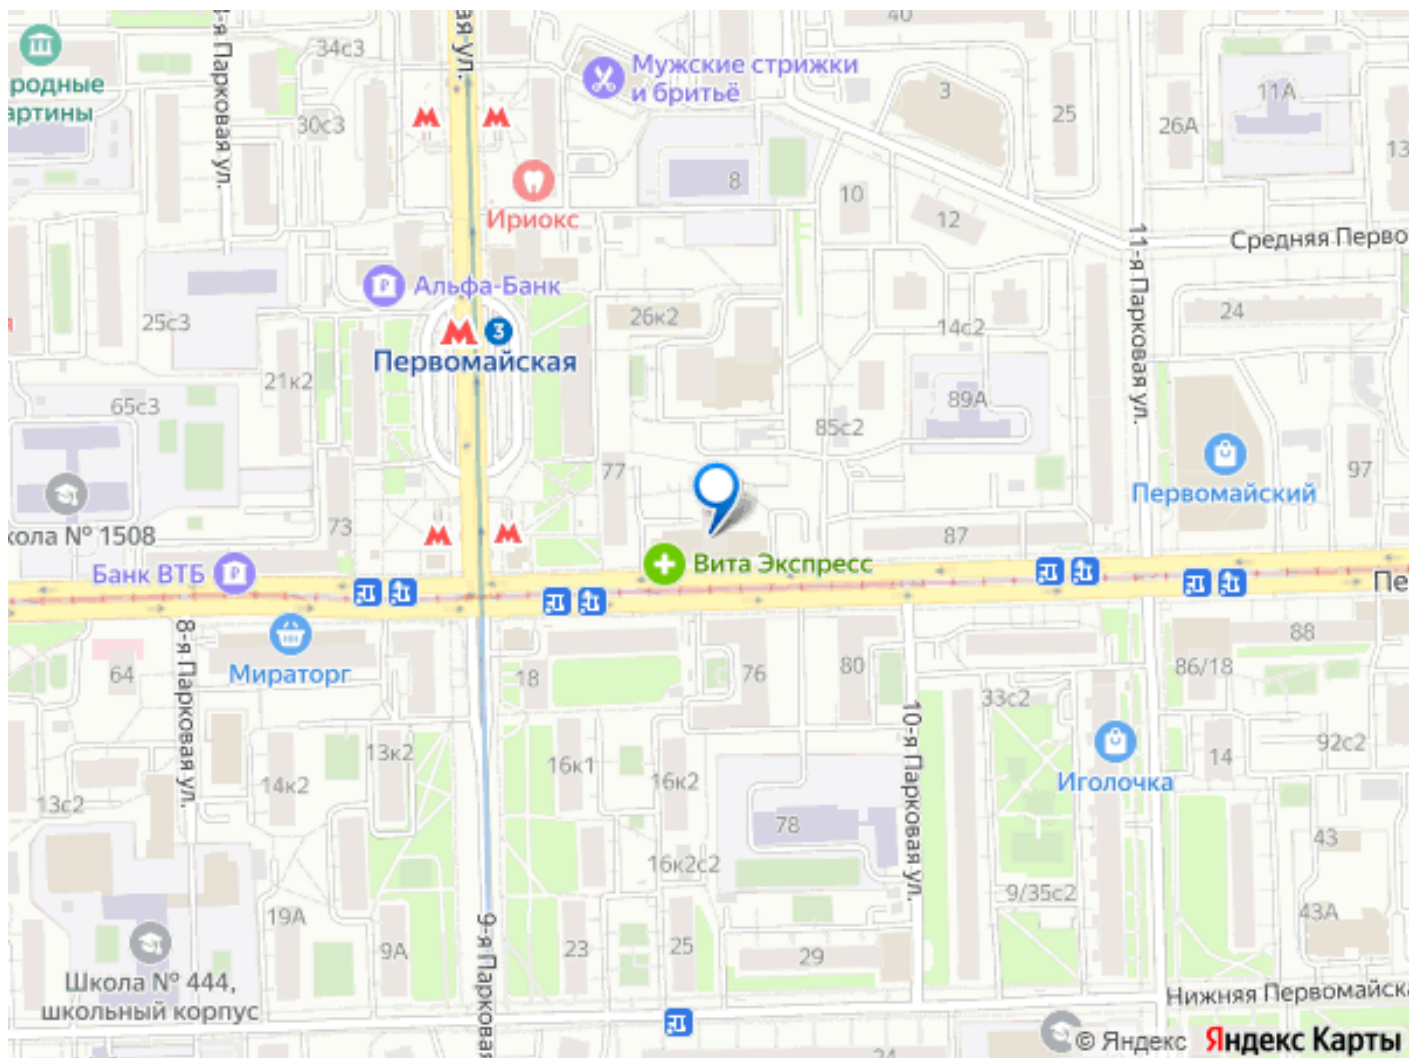 40
ая ул.
я Парковая ул.
34с3
Мужские стрижки
и бритьё
родные
артины
3
25
11А
26А
30с3
13
8
10
Ириокс
12
11-я Парковая ул.
Средняя Перво
Альфа-Банк
25с3
26к2
14с2
24
3
Первомайская
21к2
65с3
89А
85с2
77
97
Первомайский
73
кола № 1508
87
Банк ВТБ
Вита Экспресс
Пе
8-я Парковая ул.
88
Мираторг
64
18
76
80
86/18
33с2
10-я Парковая ул.
13к2
16к1
92с2
14
14к2
16к2
Иголочка
13с2
78
43
16к2с2
9/35с2
19А
43А
9-я Парковая
9А
23
25
29
Школа № 444,
школьный корпус
Нижняя Первомайска
24
© Яндекс
Яндекс Карты